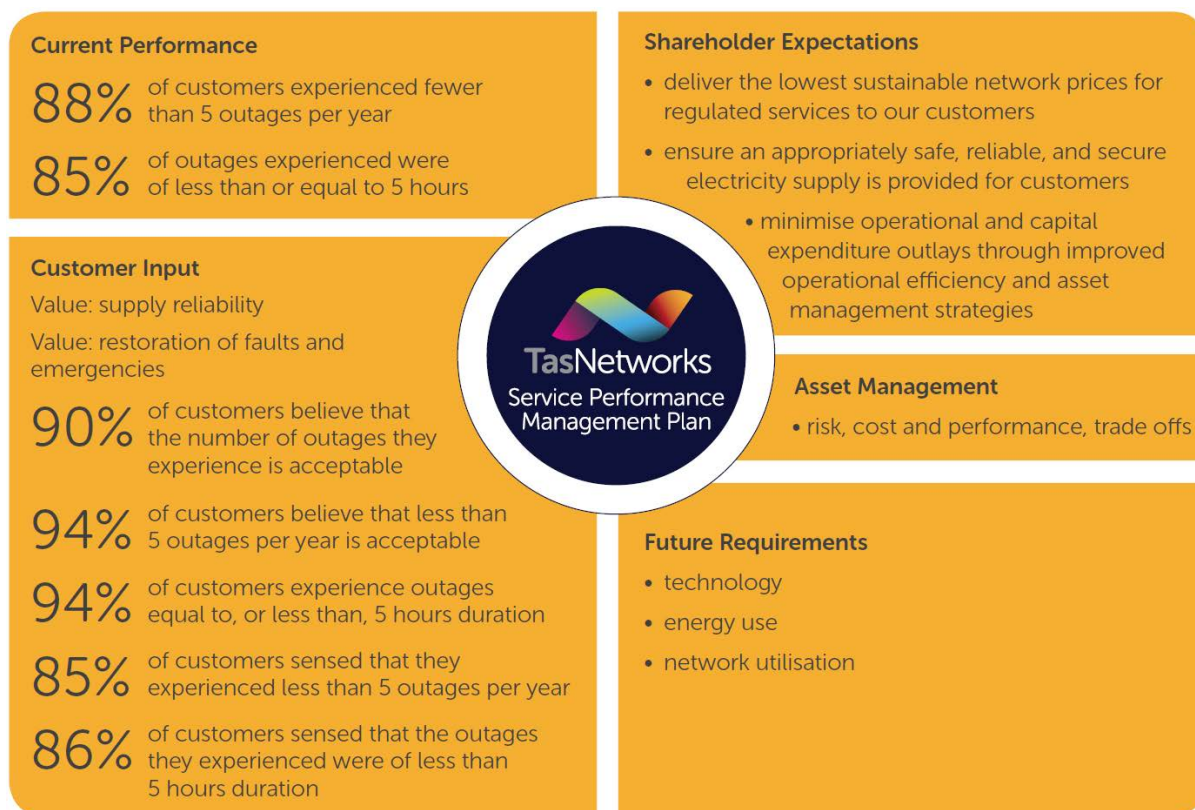 Current Performance
88% of customers experienced fewer
than 5 outages per year
85% of outages experienced were
of less than or equal to 5 hours
Customer Input
Value: supply reliability
Value: restoration of faults and
emergencies
90% of customers believe that
the number of outages they
experience is acceptable
94% of customers believe that less than
5 outages per year is acceptable
94% of customers experience outages
equal to, or less than, 5 hours duration
85% of customers sensed that they
experienced less than 5 outages per year
86% of customers sensed that the outages
they experienced were of less than
5 hours duration
TasNetworks
Service Performance
Management Plan
Shareholder Expectations
• deliver the lowest sustainable network prices for
regulated services to our customers
• ensure an appropriately safe, reliable, and secure
electricity supply is provided for customers
• minimise operational and capital
expenditure outlays through improved
operational efficiency and asset
management strategies
Asset Management
• risk, cost and performance, trade offs
Future Requirements
• technology
• energy use
• network utilisation